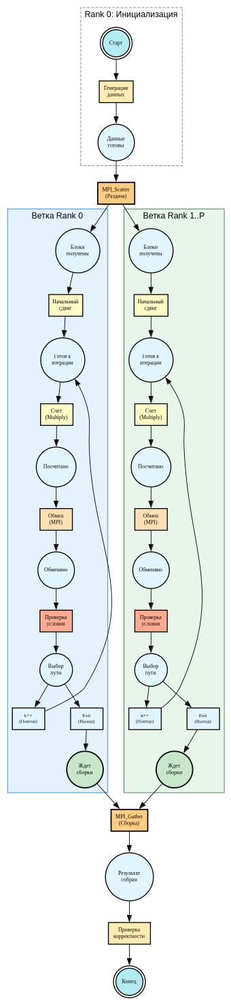 Rank 0: Инициализация
Старт
Генерация
данных
Данные
готовы
MPI_Scatter
(Раздача)
Ветка Rank 0
Блоки
получены
Начальный
сдвиг
Готов к
итерации
Счет
(Multiply)
Посчитано
Обмен
(MPI)
Обменяно
Проверка
условия
Выбор
пути
k++
(Повтор)
Exit
(Выход)
Ждет
сборки
Ветка Rank 1..P
Блоки
получены
Начальный
сдвиг
Готов к
итерации
Счет
(Multiply)
Посчитано
Обмен
(MPI)
Обменяно
Проверка
условия
Выбор
пути
k++
(Повтор)
Exit
(Выход)
Ждет
сборки
MPI_Gather
(Сборка)
Результат
собран
Проверка
корректности
Конец